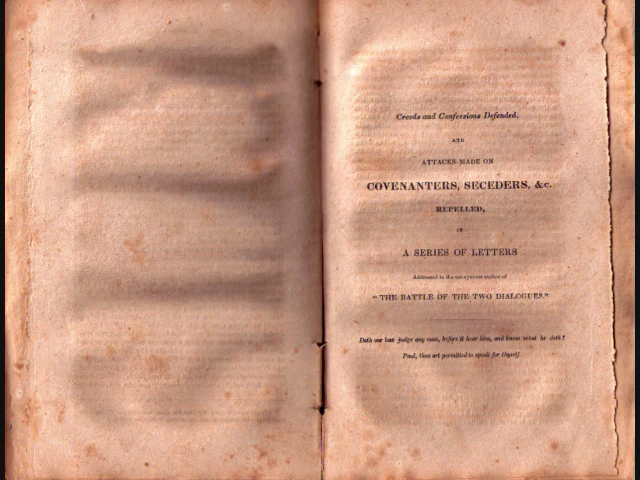 Creeds and Confessions Defended,
AND
ATTACKS MADE ON
COVENANTERS, SECEDERS, &c.
REPELLED,
IN
A SERIES OF LETTERS
Addressed to the anonymous author of
"THE BATTLE OF THE TWO DIALOGUES."
Doth our law judge any man, before it hear him, and know what he doth?
Paul, thou art permitted to speak for thyself.